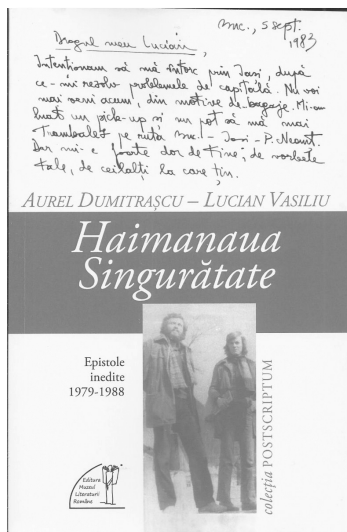 Buc., 5 sept. 1983
Dragul meu Lucian,
Intenționam să mă întorc prin Iași, după
ce-mi rezolv problemele de capitală. Nu voi
mai veni acum, din motive de bagaje. Mi-am
luat un pick-up și nu pot să mă mai
trambalez pe ruta Buc. - Iași - P. Neamț.
Dar mi-e foarte dor de tine, de vorbele
tale, de ceilalți la care țin.
AUREL DUMITRAȘCU – LUCIAN VASILIU
Haimanaua
Singurătate
Epistole
inedite
1979-1988
colecția POSTSCRIPTUM
Editura
Muzeul
Literaturii
Române